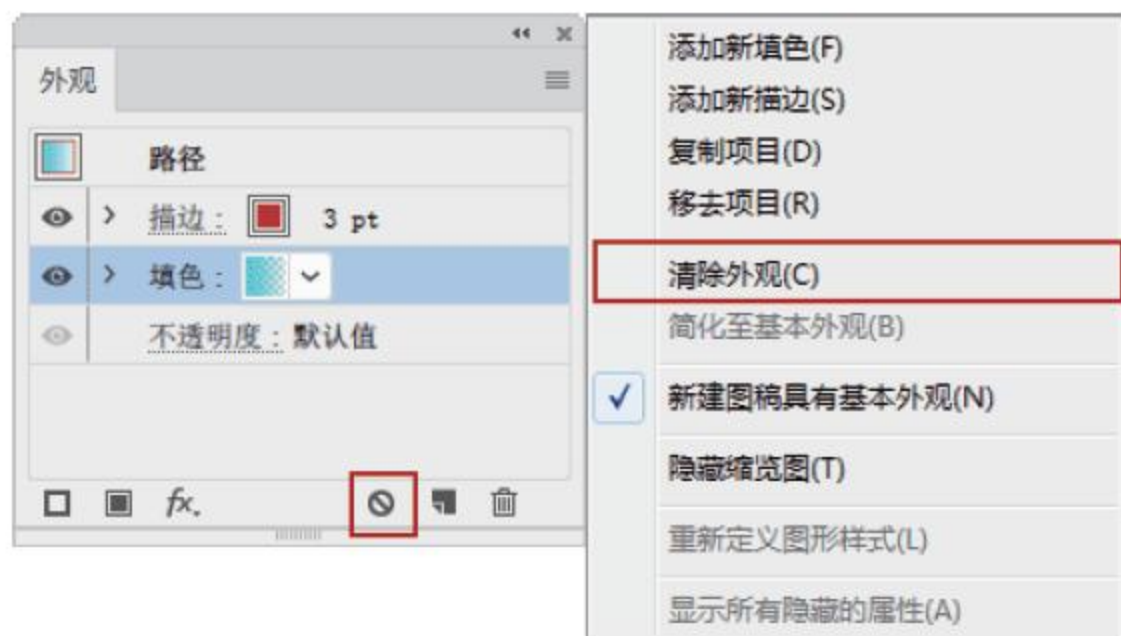 外观
路径
描边： 3 pt
填色：
不透明度：默认值
fx.
添加新填色(F)
添加新描边(S)
复制项目(D)
移去项目(R)
清除外观(C)
简化至基本外观(B)
新建图稿具有基本外观(N)
隐藏缩览图(T)
重新定义图形样式(L)
显示所有隐藏的属性(A)